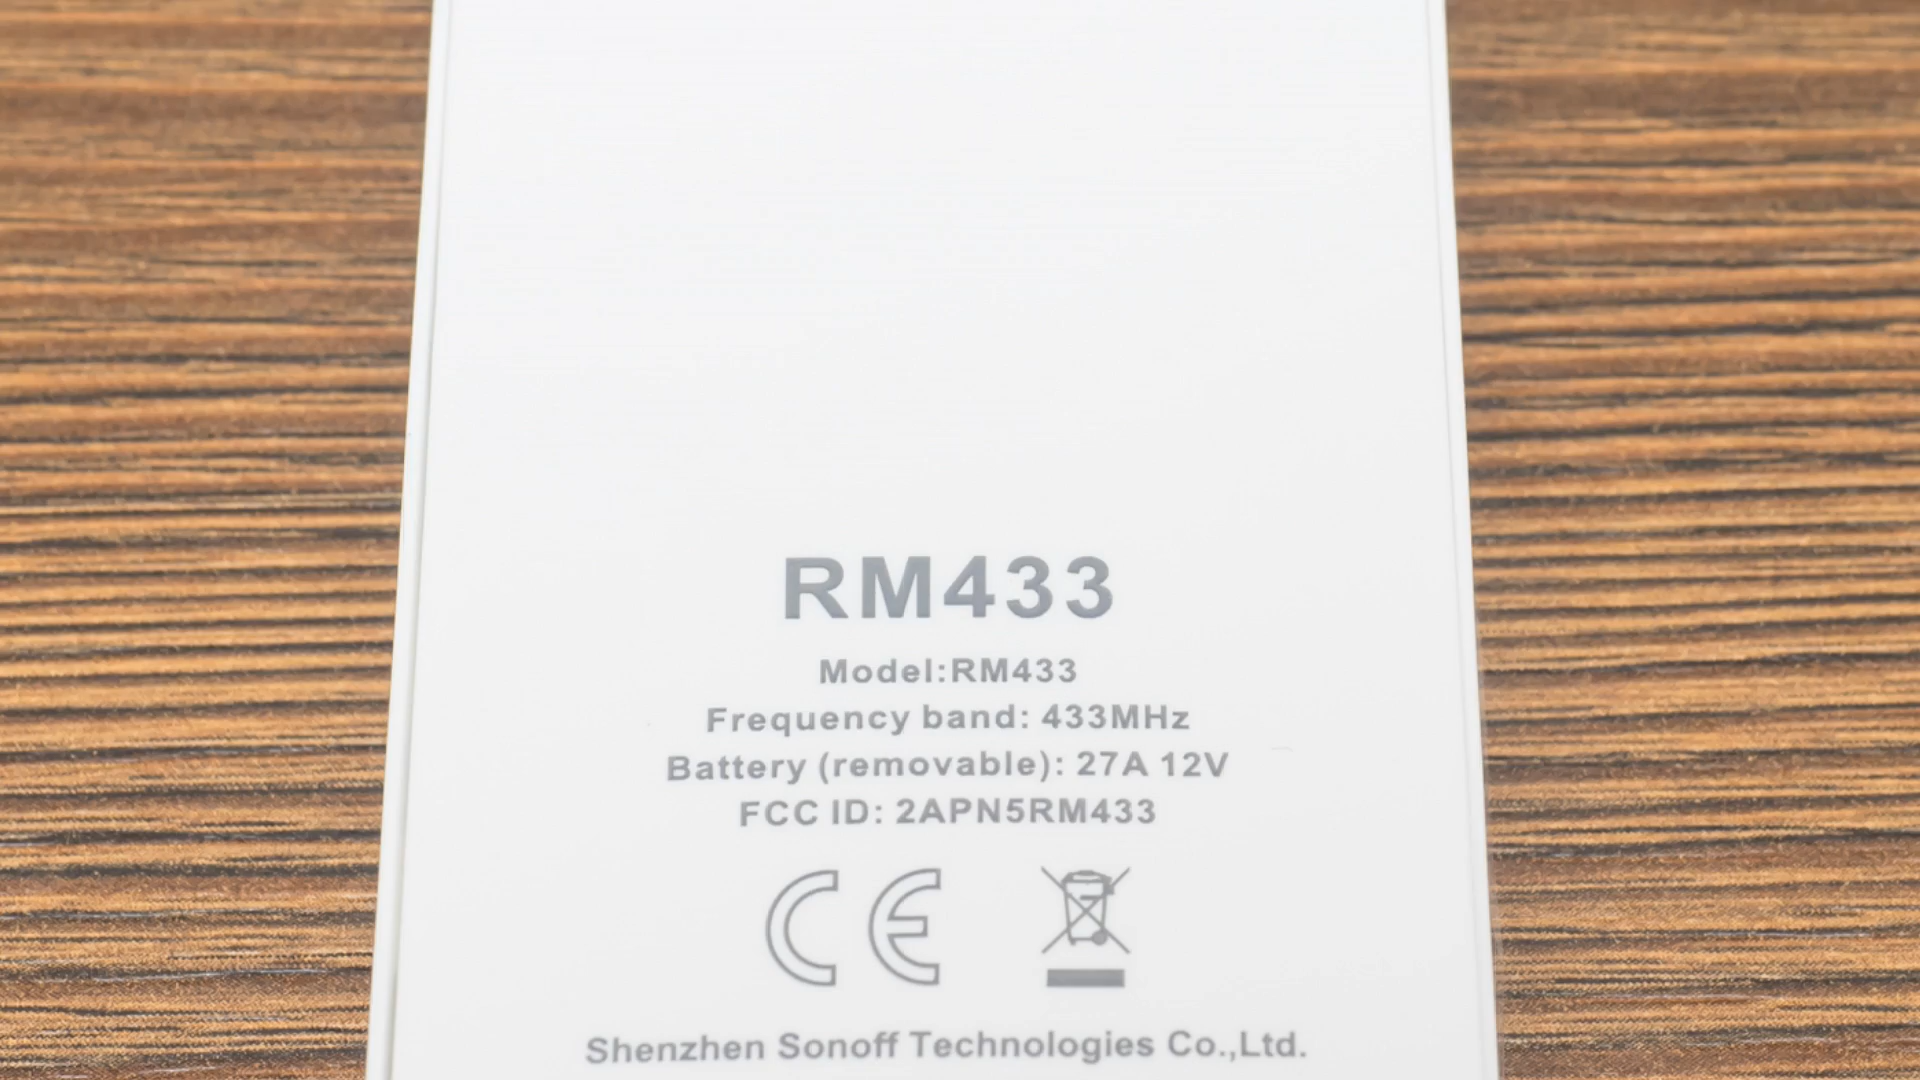 RM433
Model:RM433
Frequency band: 433MHz
Battery (removable): 27A 12V
FCC ID: 2APN5RM433
CE
Shenzhen Sonoff Technologies Co.,Ltd.